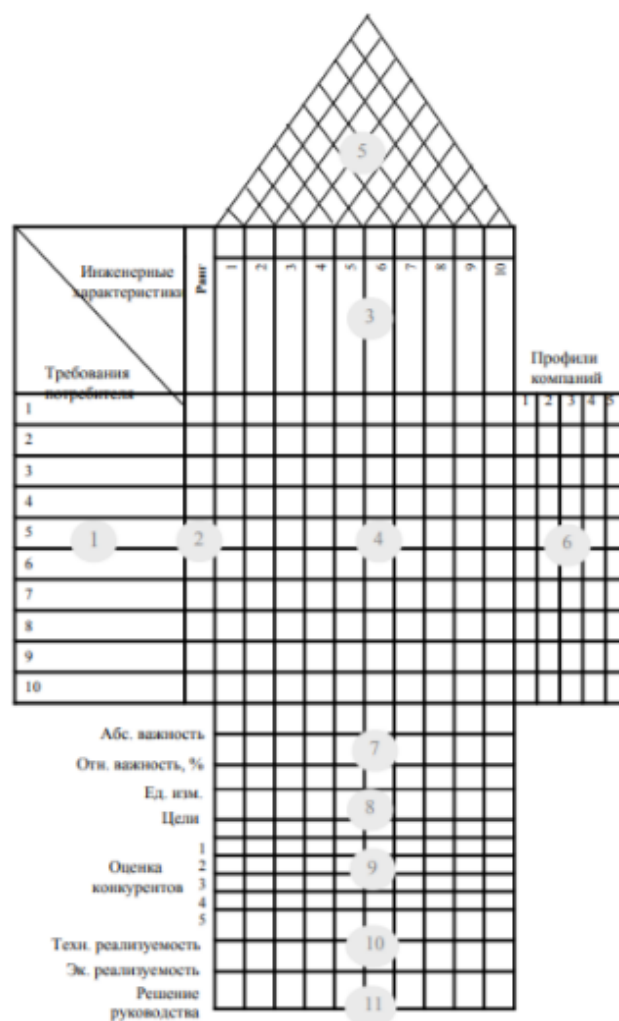 5
Инженерные
характеристики
Ранг
1 2 3 4 5 6 7 8 9 10
3
Требования
потребителя
Профили
компаний
1 2 3 4 5
1
2
3
4
5
6
7
8
9
10
1
2
4
6
Абс. важность
7
Отн. важность, %
Ед. изм.
8
Цели
Оценка
конкурентов
1
2
3
4
5
9
Техн. реализуемость
10
Эк. реализуемость
Решение
руководства
11